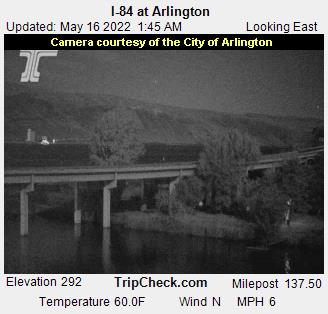 I-84 at Arlington
Updated: May 16 2022 1:45 AM Looking East
Camera courtesy of the City of Arlington
Elevation 292 TripCheck.com Milepost 137.50
Temperature 60.0F Wind N MPH 6